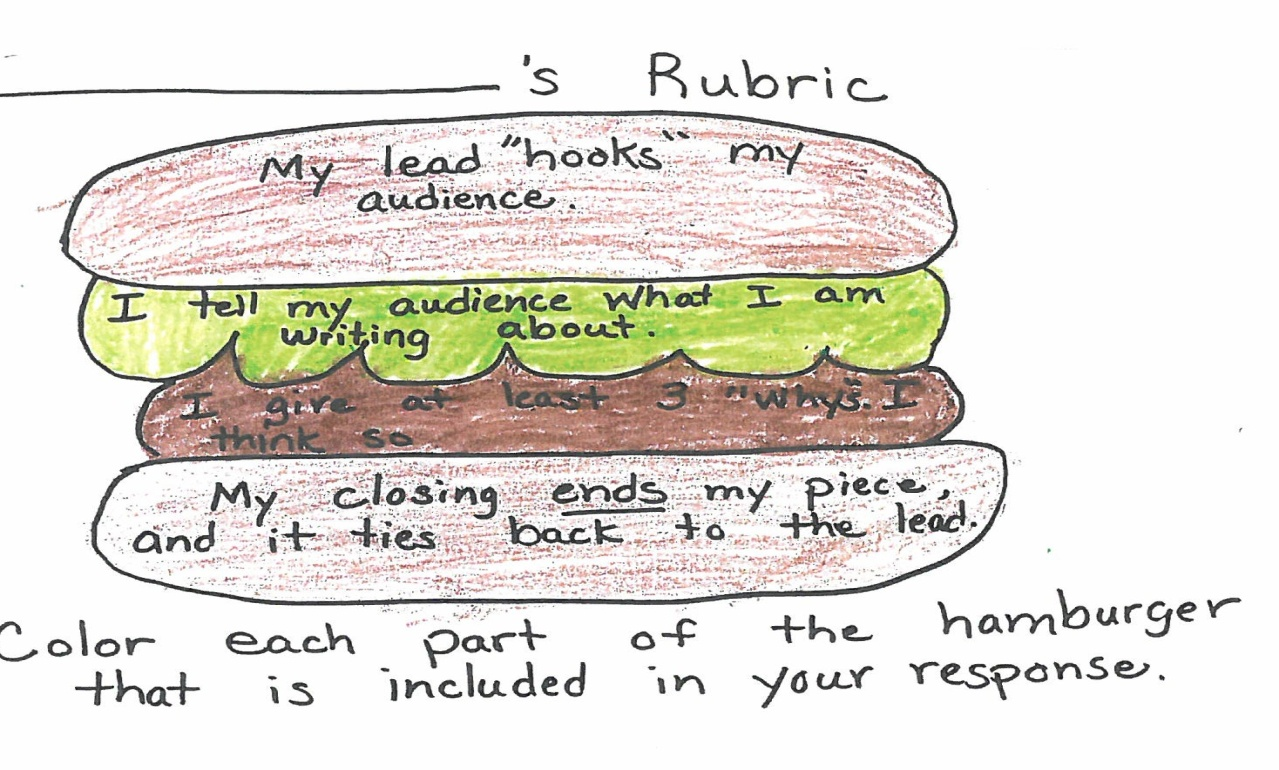 's Rubric
My lead "hooks" my
audience.
I tell my audience what I am
writing about.
I give at least 3 "whys". I
think so
My closing ends my piece,
and it ties back to the lead.
Color each part of the hamburger
that is included in your response.